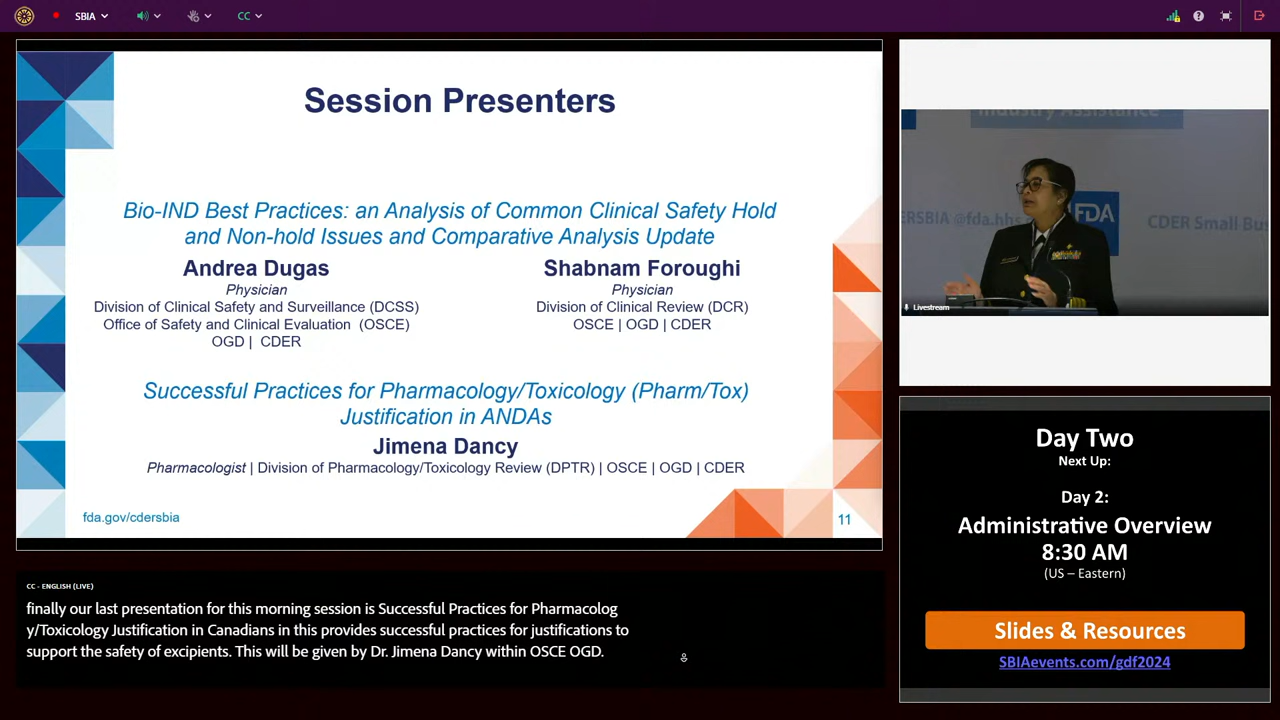 SBIA
CC
Session Presenters
Bio-IND Best Practices: an Analysis of Common Clinical Safety Hold
and Non-hold Issues and Comparative Analysis Update
Andrea Dugas
Physician
Division of Clinical Safety and Surveillance (DCSS)
Office of Safety and Clinical Evaluation (OSCE)
OGD | CDER
Shabnam Foroughi
Physician
Division of Clinical Review (DCR)
OSCE | OGD | CDER
Successful Practices for Pharmacology/Toxicology (Pharm/Tox)
Justification in ANDAs
Jimena Dancy
Pharmacologist | Division of Pharmacology/Toxicology Review (DPTR) | OSCE | OGD | CDER
fda.gov/cdersbia
11
CC - ENGLISH (LIVE)
finally our last presentation for this morning session is Successful Practices for Pharmacolog
y/Toxicology Justification in Canadians in this provides successful practices for justifications to
support the safety of excipients. This will be given by Dr. Jimena Dancy within OSCE OGD.
Industry Assistance
ERSBIA @fda.hhs
FDA
CDER Small Bus
Livestream
Day Two
Next Up:
Day 2:
Administrative Overview
8:30 AM
(US – Eastern)
Slides & Resources
SBIAevents.com/gdf2024